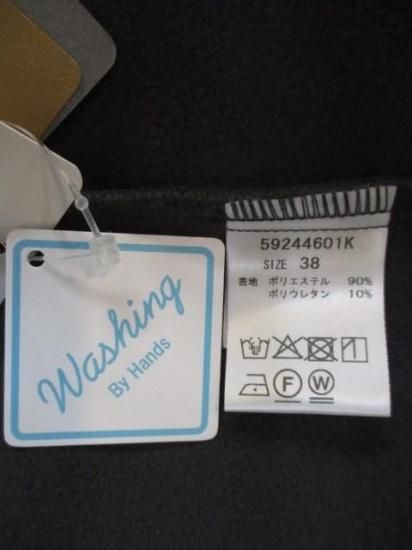 Washing
By Hands
59244601K
SIZE 38
表地 ポリエステル 90%
ポリウレタン 10%
F W